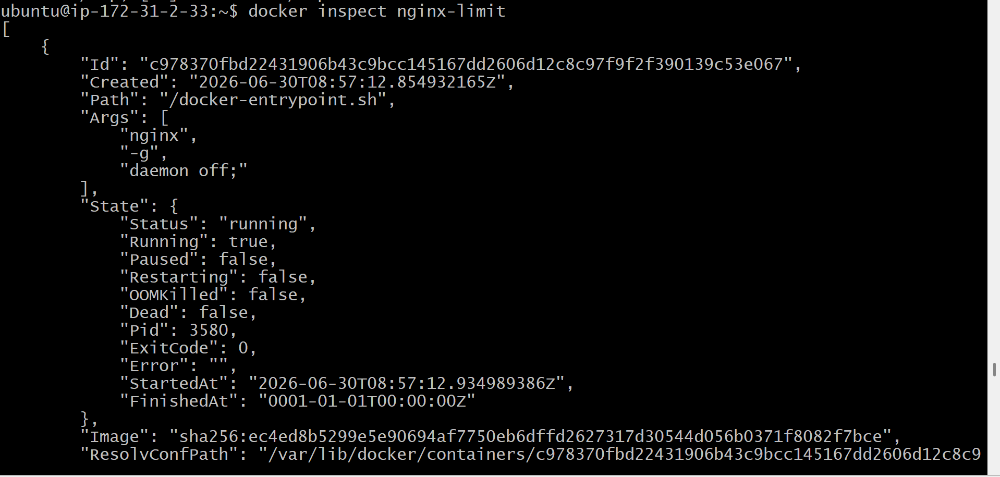 ubuntu@ip-172-31-2-33:~$ docker inspect nginx-limit
[
    {
        "Id": "c978370fbd22431906b43c9bcc145167dd2606d12c8c97f9f2f390139c53e067",
        "Created": "2026-06-30T08:57:12.854932165Z",
        "Path": "/docker-entrypoint.sh",
        "Args": [
            "nginx",
            "-g",
            "daemon off;"
        ],
        "State": {
            "Status": "running",
            "Running": true,
            "Paused": false,
            "Restarting": false,
            "OOMKilled": false,
            "Dead": false,
            "Pid": 3580,
            "ExitCode": 0,
            "Error": "",
            "StartedAt": "2026-06-30T08:57:12.934989386Z",
            "FinishedAt": "0001-01-01T00:00:00Z"
        },
        "Image": "sha256:ec4ed8b5299e5e90694af7750eb6dffd2627317d30544d056b0371f8082f7bce",
        "ResolvConfPath": "/var/lib/docker/containers/c978370fbd22431906b43c9bcc145167dd2606d12c8c9